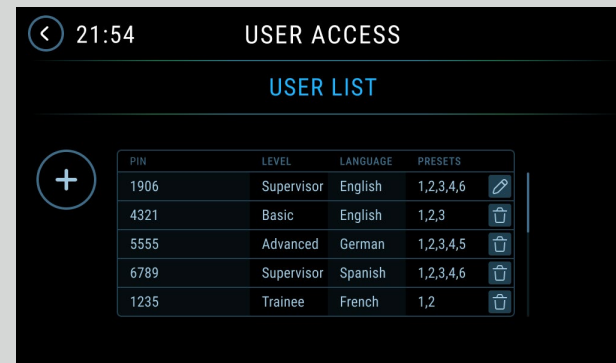 21:54 USER ACCESS
USER LIST
PIN LEVEL LANGUAGE PRESETS
1906 Supervisor English 1,2,3,4,6
4321 Basic English 1,2,3
5555 Advanced German 1,2,3,4,5
6789 Supervisor Spanish 1,2,3,4,6
1235 Trainee French 1,2